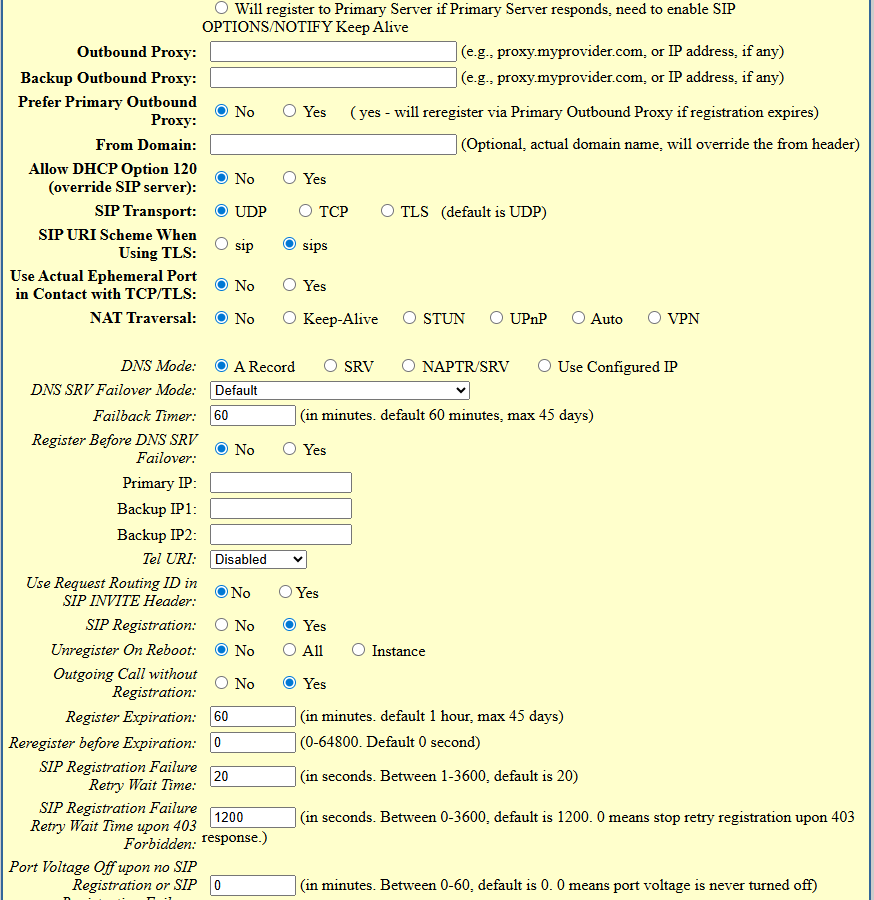 Will register to Primary Server if Primary Server responds, need to enable SIP
OPTIONS/NOTIFY Keep Alive
Outbound Proxy: (e.g., proxy.myprovider.com, or IP address, if any)
Backup Outbound Proxy: (e.g., proxy.myprovider.com, or IP address, if any)
Prefer Primary Outbound
Proxy: No Yes ( yes - will reregister via Primary Outbound Proxy if registration expires)
From Domain: (Optional, actual domain name, will override the from header)
Allow DHCP Option 120
(override SIP server): No Yes
SIP Transport: UDP TCP TLS (default is UDP)
SIP URI Scheme When
Using TLS: sip sips
Use Actual Ephemeral Port
in Contact with TCP/TLS: No Yes
NAT Traversal: No Keep-Alive STUN UPnP Auto VPN
DNS Mode: A Record SRV NAPTR/SRV Use Configured IP
DNS SRV Failover Mode: Default
Failback Timer: 60 (in minutes. default 60 minutes, max 45 days)
Register Before DNS SRV
Failover: No Yes
Primary IP:
Backup IP1:
Backup IP2:
Tel URI: Disabled
Use Request Routing ID in
SIP INVITE Header: No Yes
SIP Registration: No Yes
Unregister On Reboot: No All Instance
Outgoing Call without
Registration: No Yes
Register Expiration: 60 (in minutes. default 1 hour, max 45 days)
Reregister before Expiration: 0 (0-64800. Default 0 second)
SIP Registration Failure
Retry Wait Time: 20 (in seconds. Between 1-3600, default is 20)
SIP Registration Failure
Retry Wait Time upon 403
Forbidden: 1200 (in seconds. Between 0-3600, default is 1200. 0 means stop retry registration upon 403
response.)
Port Voltage Off upon no SIP
Registration or SIP 0 (in minutes. Between 0-60, default is 0. 0 means port voltage is never turned off)